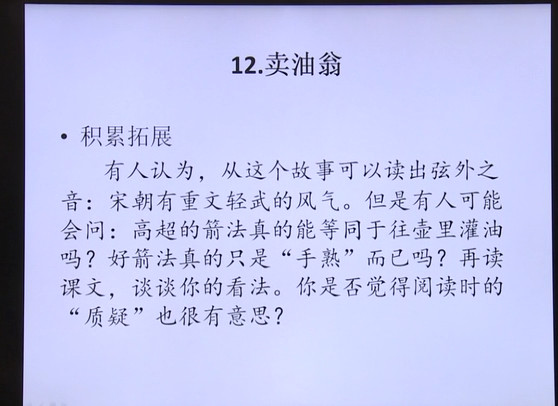 12.卖油翁
• 积累拓展
有人认为，从这个故事可以读出弦外之
音：宋朝有重文轻武的风气。但是有人可能
会问：高超的箭法真的能等同于往壶里灌油
吗？好箭法真的只是“手熟”而已吗？再读
课文，谈谈你的看法。你是否觉得阅读时的
“质疑”也很有意思？